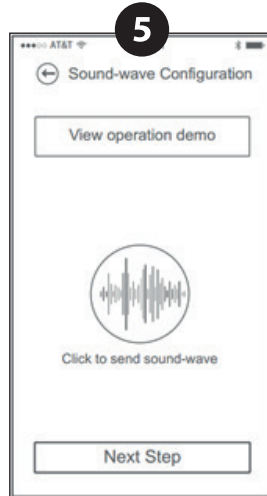 5
AT&T
Sound-wave Configuration
View operation demo
Click to send sound-wave
Next Step